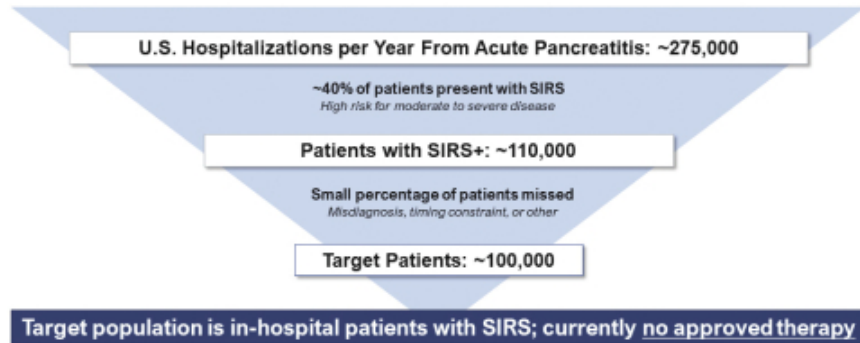 U.S. Hospitalizations per Year From Acute Pancreatitis: ~275,000
~40% of patients present with SIRS
High risk for moderate to severe disease
Patients with SIRS+: ~110,000
Small percentage of patients missed
Misdiagnosis, timing constraint, or other
Target Patients: ~100,000
Target population is in-hospital patients with SIRS; currently no approved therapy